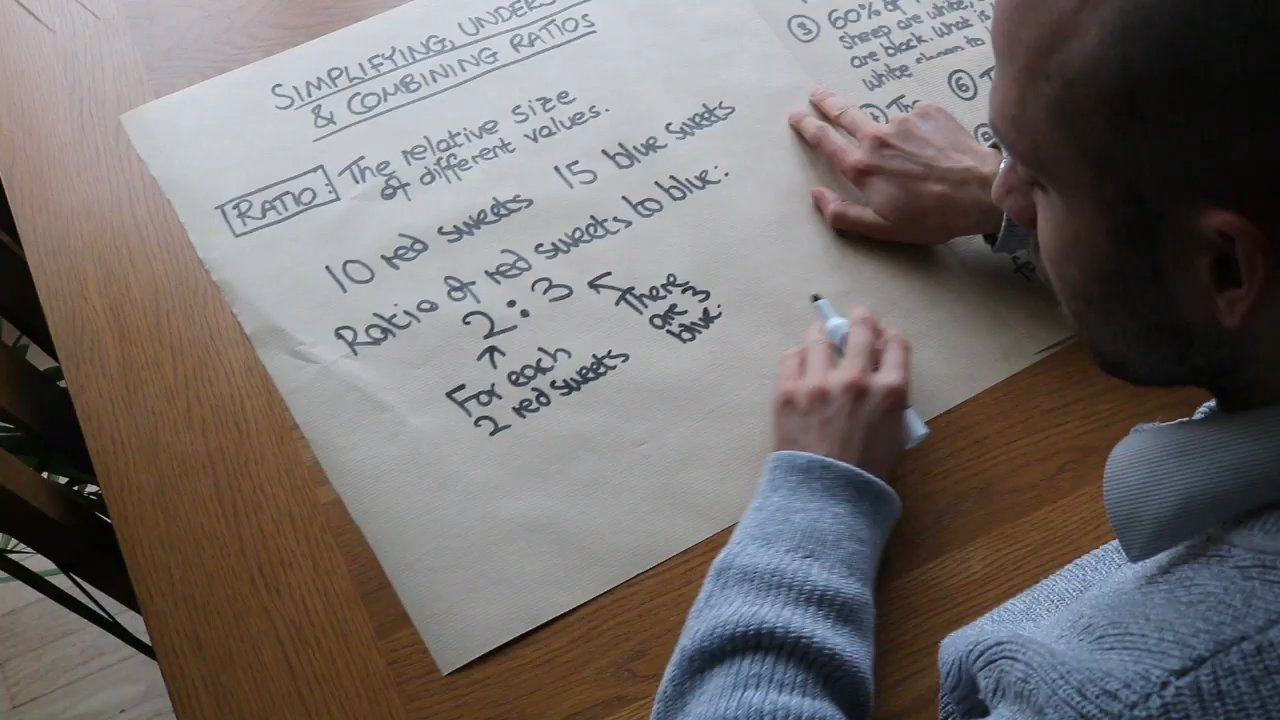 SIMPLIFYING, UNDERS
& COMBINING RATIOS
RATIO: The relative size
of different values.
10 red sweets 15 blue sweets
Ratio of red sweets to blue:
2 : 3
There
are 3
blue.
For each
2 red sweets
③ 60% of
sheep are white,
are black. What is
white to
⑥